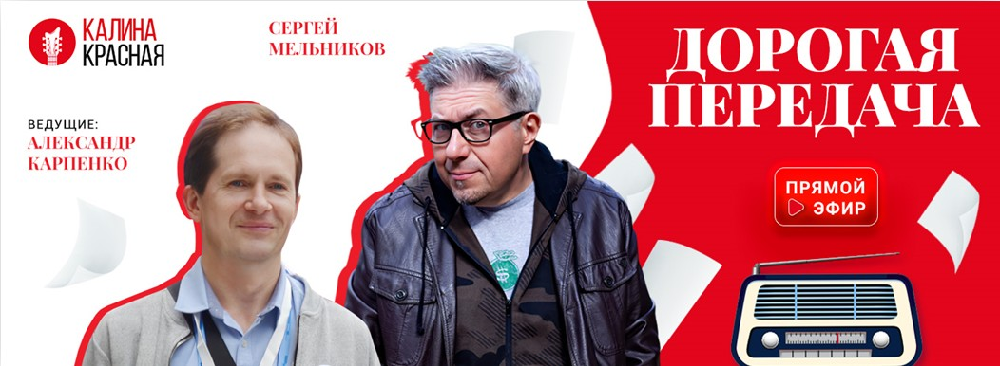 КАЛИНА
КРАСНАЯ
ВЕДУЩИЕ:
АЛЕКСАНДР
КАРПЕНКО
СЕРГЕЙ
МЕЛЬНИКОВ
ДОРОГАЯ
ПЕРЕДАЧА
ПРЯМОЙ
ЭФИР
$